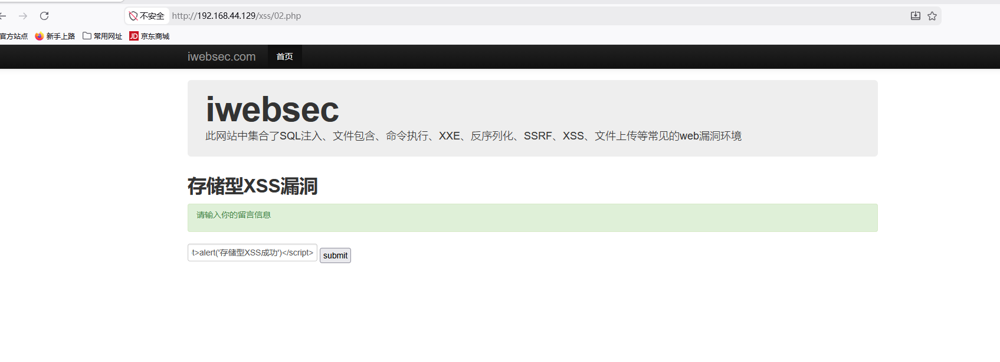 不安全 http://192.168.44.129/xss/02.php
官方站点 新手上路 常用网址 JD 京东商城
iwebsec.com 首页
iwebsec
此网站中集合了SQL注入、文件包含、命令执行、XXE、反序列化、SSRF、XSS、文件上传等常见的web漏洞环境
存储型XSS漏洞
请输入你的留言信息
t>alert('存储型XSS成功')</script> submit